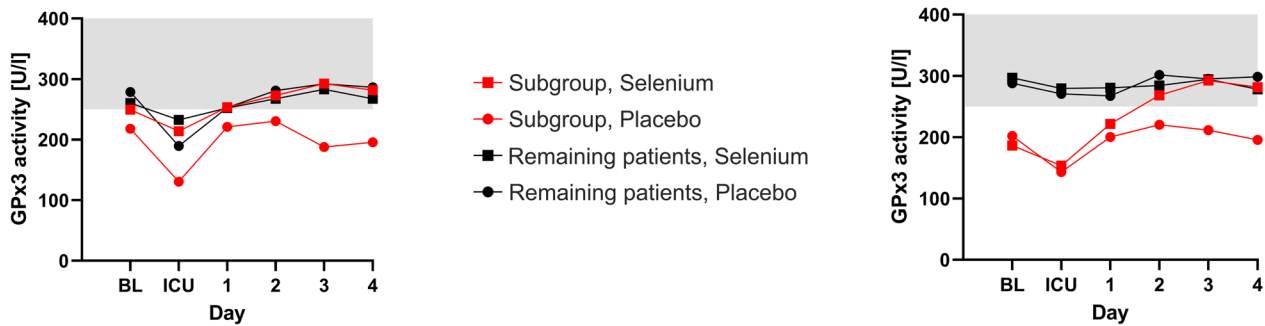 400
300
200
100
0
GPx3 activity [U/l]
BL ICU 1 2 3 4
Day
Subgroup, Selenium
Subgroup, Placebo
Remaining patients, Selenium
Remaining patients, Placebo
400
300
200
100
0
GPx3 activity [U/l]
BL ICU 1 2 3 4
Day